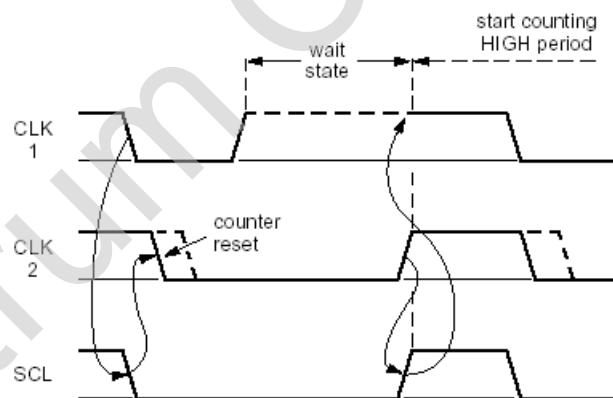 start counting
HIGH period
wait
state
CLK
1
counter
reset
CLK
2
SCL